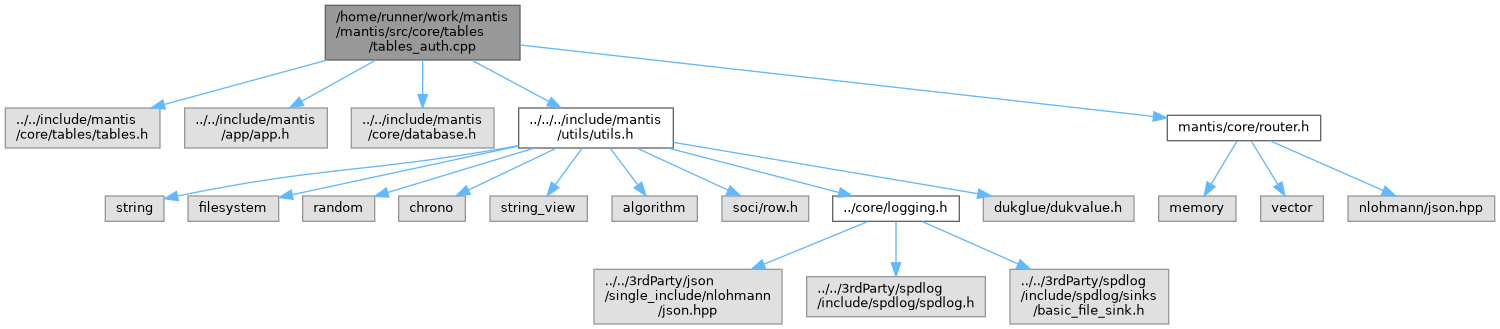 /home/runner/work/mantis
/mantis/src/core/tables
/tables_auth.cpp
../../include/mantis
/core/tables/tables.h
../../include/mantis
/app/app.h
../../include/mantis
/core/database.h
../../../include/mantis
/utils/utils.h
mantis/core/router.h
string
filesystem
random
chrono
string_view
algorithm
soci/row.h
../core/logging.h
dukglue/dukvalue.h
memory
vector
nlohmann/json.hpp
../../3rdParty/json
/single_include/nlohmann
/json.hpp
../../3rdParty/spdlog
/include/spdlog/spdlog.h
../../3rdParty/spdlog
/include/spdlog/sinks
/basic_file_sink.h